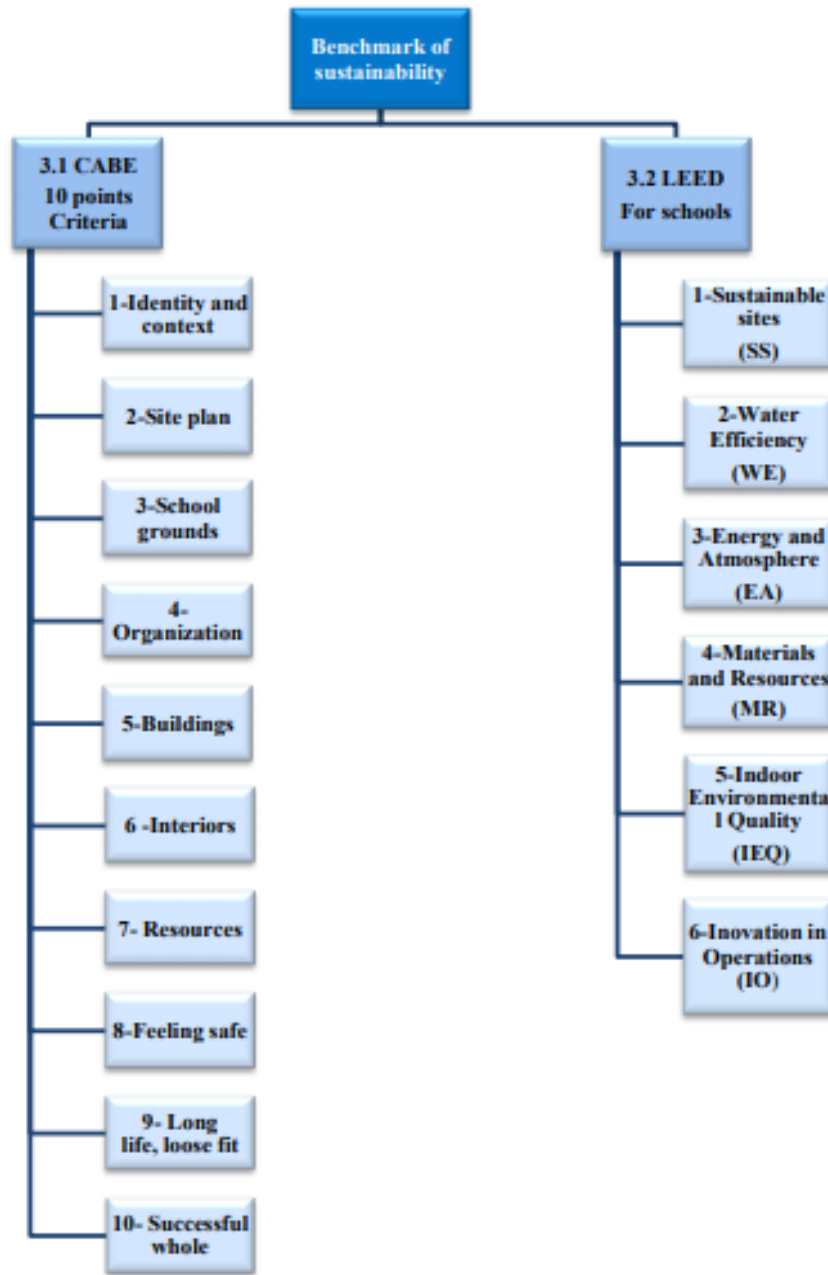 Benchmark of
sustainability
3.1 CABE
10 points
Criteria
1-Identity and
context
2-Site plan
3-School
grounds
4-
Organization
5-Buildings
6 -Interiors
7- Resources
8-Feeling safe
9- Long
life, loose fit
10- Successful
whole
3.2 LEED
For schools
1-Sustainable
sites
(SS)
2-Water
Efficiency
(WE)
3-Energy and
Atmosphere
(EA)
4-Materials
and Resources
(MR)
5-Indoor
Environmenta
l Quality
(IEQ)
6-Inovation in
Operations
(IO)